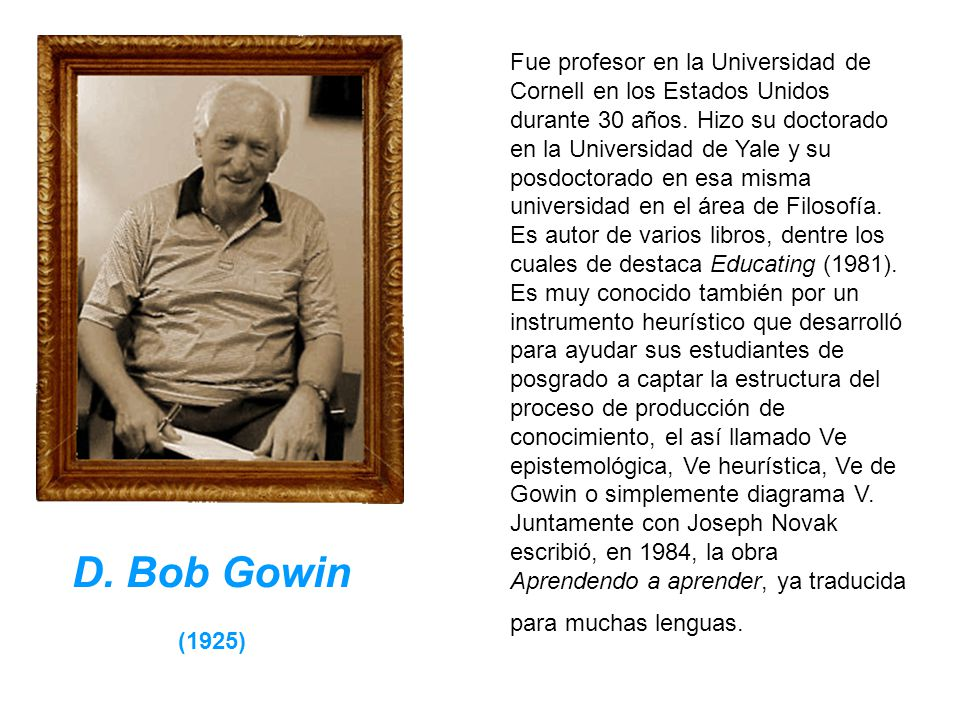 Fue profesor en la Universidad de
Cornell en los Estados Unidos
durante 30 años. Hizo su doctorado
en la Universidad de Yale y su
posdoctorado en esa misma
universidad en el área de Filosofía.
Es autor de varios libros, dentre los
cuales de destaca Educating (1981).
Es muy conocido también por un
instrumento heurístico que desarrolló
para ayudar sus estudiantes de
posgrado a captar la estructura del
proceso de producción de
conocimiento, el así llamado Ve
epistemológica, Ve heurística, Ve de
Gowin o simplemente diagrama V.
Juntamente con Joseph Novak
escribió, en 1984, la obra
Aprendendo a aprender, ya traducida
para muchas lenguas.
D. Bob Gowin
(1925)